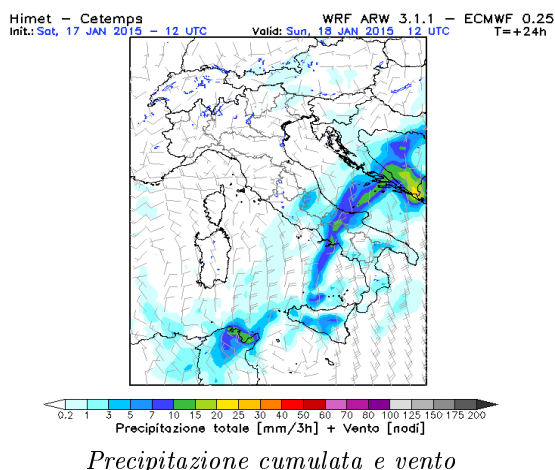 Himet – Cetemps WRF ARW 3.1.1 – ECMWF 0.25
Init.: Sat, 17 JAN 2015 – 12 UTC Valid: Sun, 18 JAN 2015 12 UTC T=+24h
0.2 1 3 5 7 10 15 20 25 30 40 50 60 70 80 100 125 150 175 200
Precipitazione totale [mm/3h] + Vento [nodi]
Precipitazione cumulata e vento